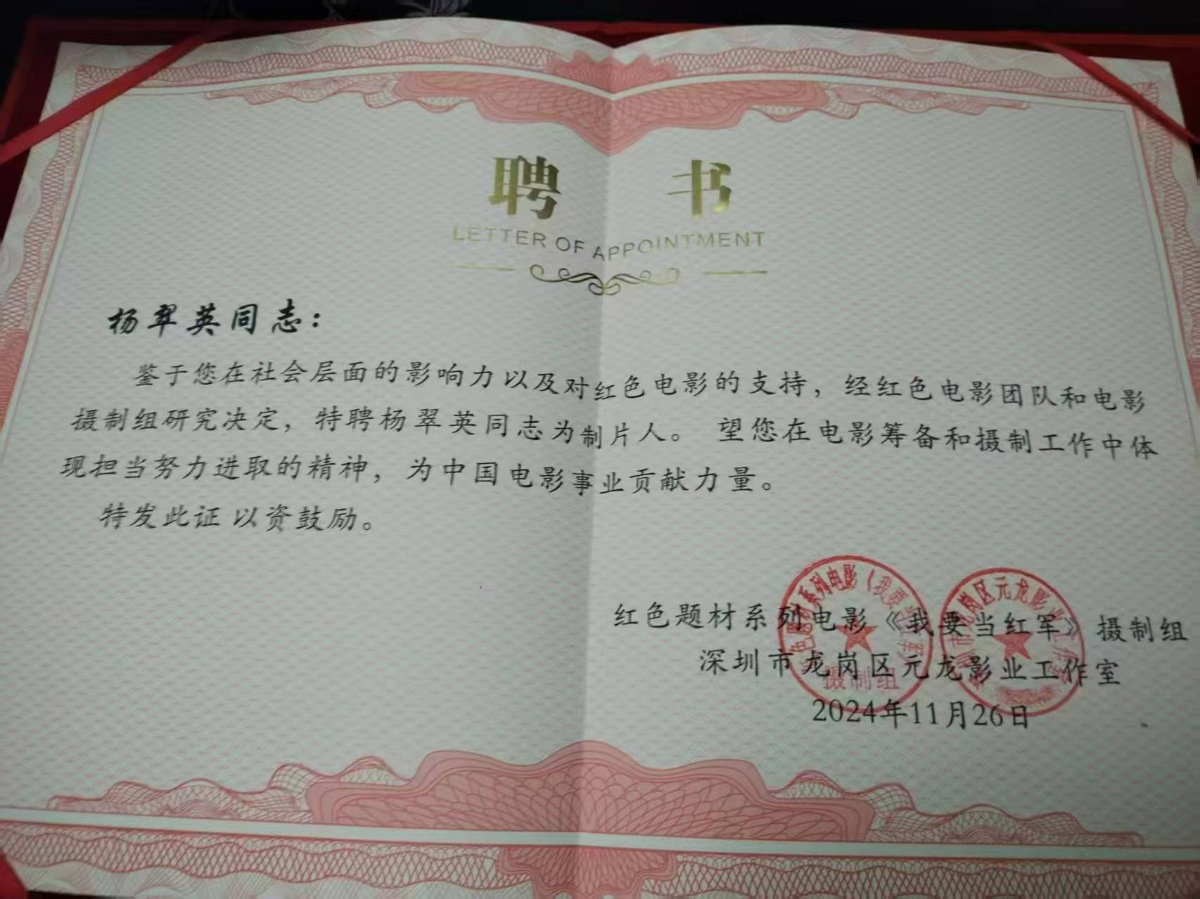 聘 书
LETTER OF APPOINTMENT
杨翠英同志：
鉴于您在社会层面的影响力以及对红色电影的支持，经红色电影团队和电影
摄制组研究决定，特聘杨翠英同志为制片人。望您在电影筹备和摄制工作中体
现担当努力进取的精神，为中国电影事业贡献力量。
特发此证 以资鼓励。
红色题材系列电影《我要当红军》摄制组
深圳市龙岗区元龙影业工作室
2024年11月26日
摄制组